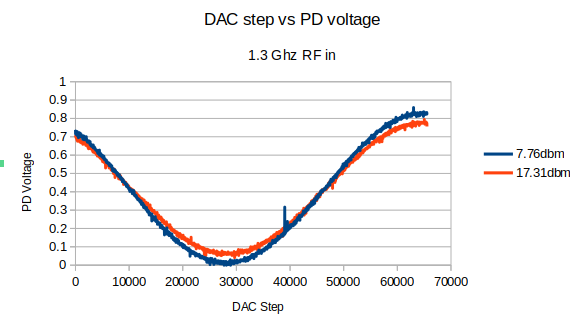 DAC step vs PD voltage
1.3 Ghz RF in
PD Voltage
1
0.9
0.8
0.7
0.6
0.5
0.4
0.3
0.2
0.1
0
0 10000 20000 30000 40000 50000 60000 70000
DAC Step
7.76dbm
17.31dbm